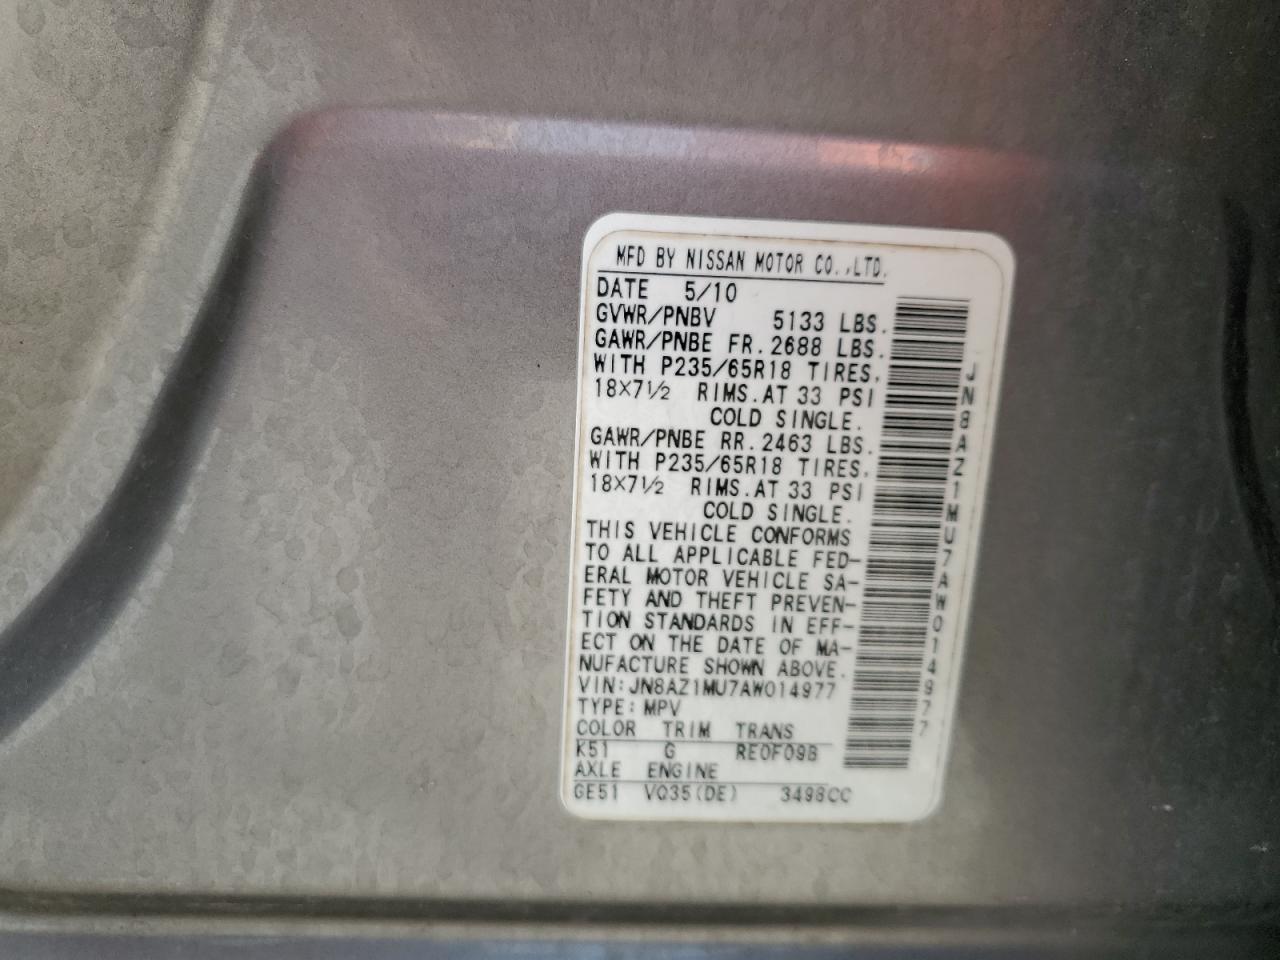 MFD BY NISSAN MOTOR CO.,LTD.
DATE 5/10
GVWR/PNBV 5133 LBS.
GAWR/PNBE FR. 2688 LBS.
WITH P235/65R18 TIRES,
18×7½ RIMS.AT 33 PSI
COLD SINGLE.
GAWR/PNBE RR. 2463 LBS.
WITH P235/65R18 TIRES.
18×7½ RIMS.AT 33 PSI
COLD SINGLE.
THIS VEHICLE CONFORMS
TO ALL APPLICABLE FED-
ERAL MOTOR VEHICLE SA-
FETY AND THEFT PREVEN-
TION STANDARDS IN EFF-
ECT ON THE DATE OF MA-
NUFACTURE SHOWN ABOVE.
VIN:JN8AZ1MU7AW014977
TYPE:MPV
COLOR TRIM TRANS
K51 G RE0F09B
AXLE ENGINE
GE51 VQ35(DE) 3498CC
JN8AZ1MU7AW014977